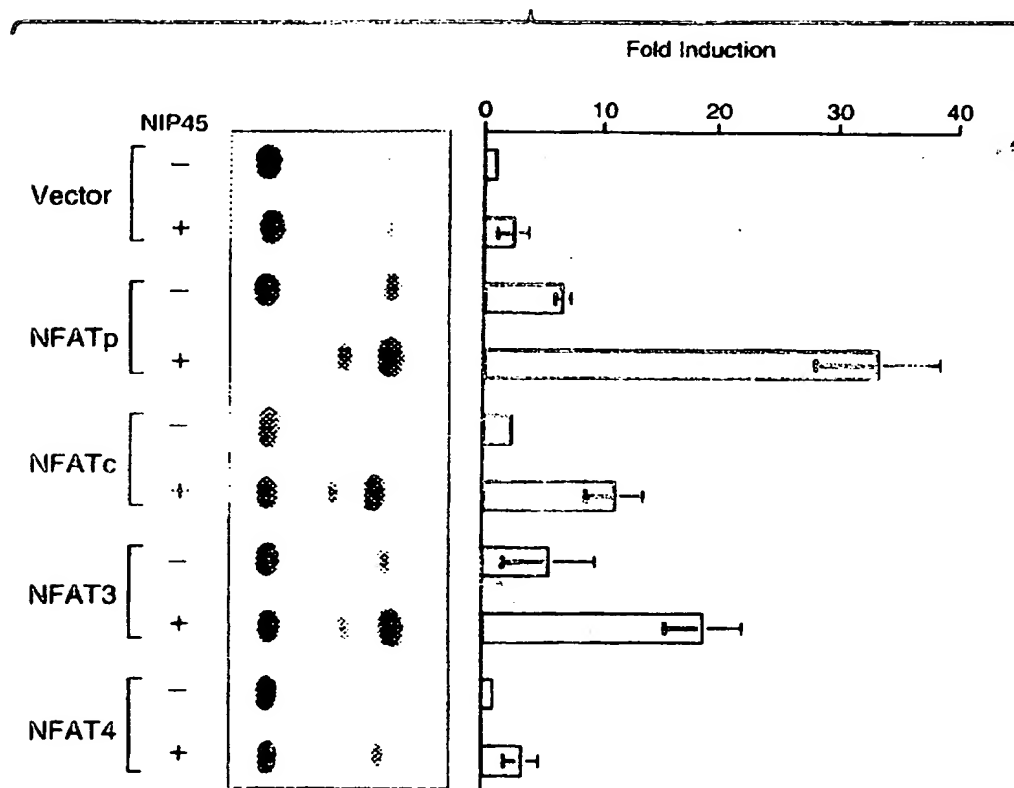 Fold Induction
0 10 20 30 40
NIP45
Vector
−
+
NFATp
−
+
NFATc
−
+
NFAT3
−
+
NFAT4
−
+